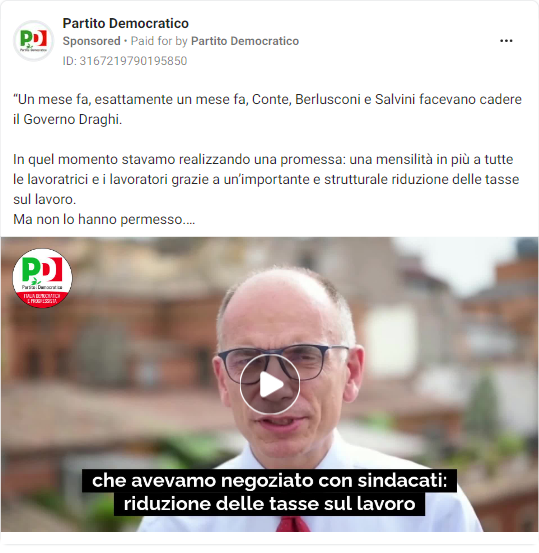 Partito Democratico
Sponsored • Paid for by Partito Democratico
ID: 3167219790195850
“Un mese fa, esattamente un mese fa, Conte, Berlusconi e Salvini facevano cadere
il Governo Draghi.
In quel momento stavamo realizzando una promessa: una mensilità in più a tutte
le lavoratrici e i lavoratori grazie a un’importante e strutturale riduzione delle tasse
sul lavoro.
Ma non lo hanno permesso....
PD
Partito Democratico
ITALIA DEMOCRATICA
E PROGRESSISTA
che avevamo negoziato con sindacati:
riduzione delle tasse sul lavoro